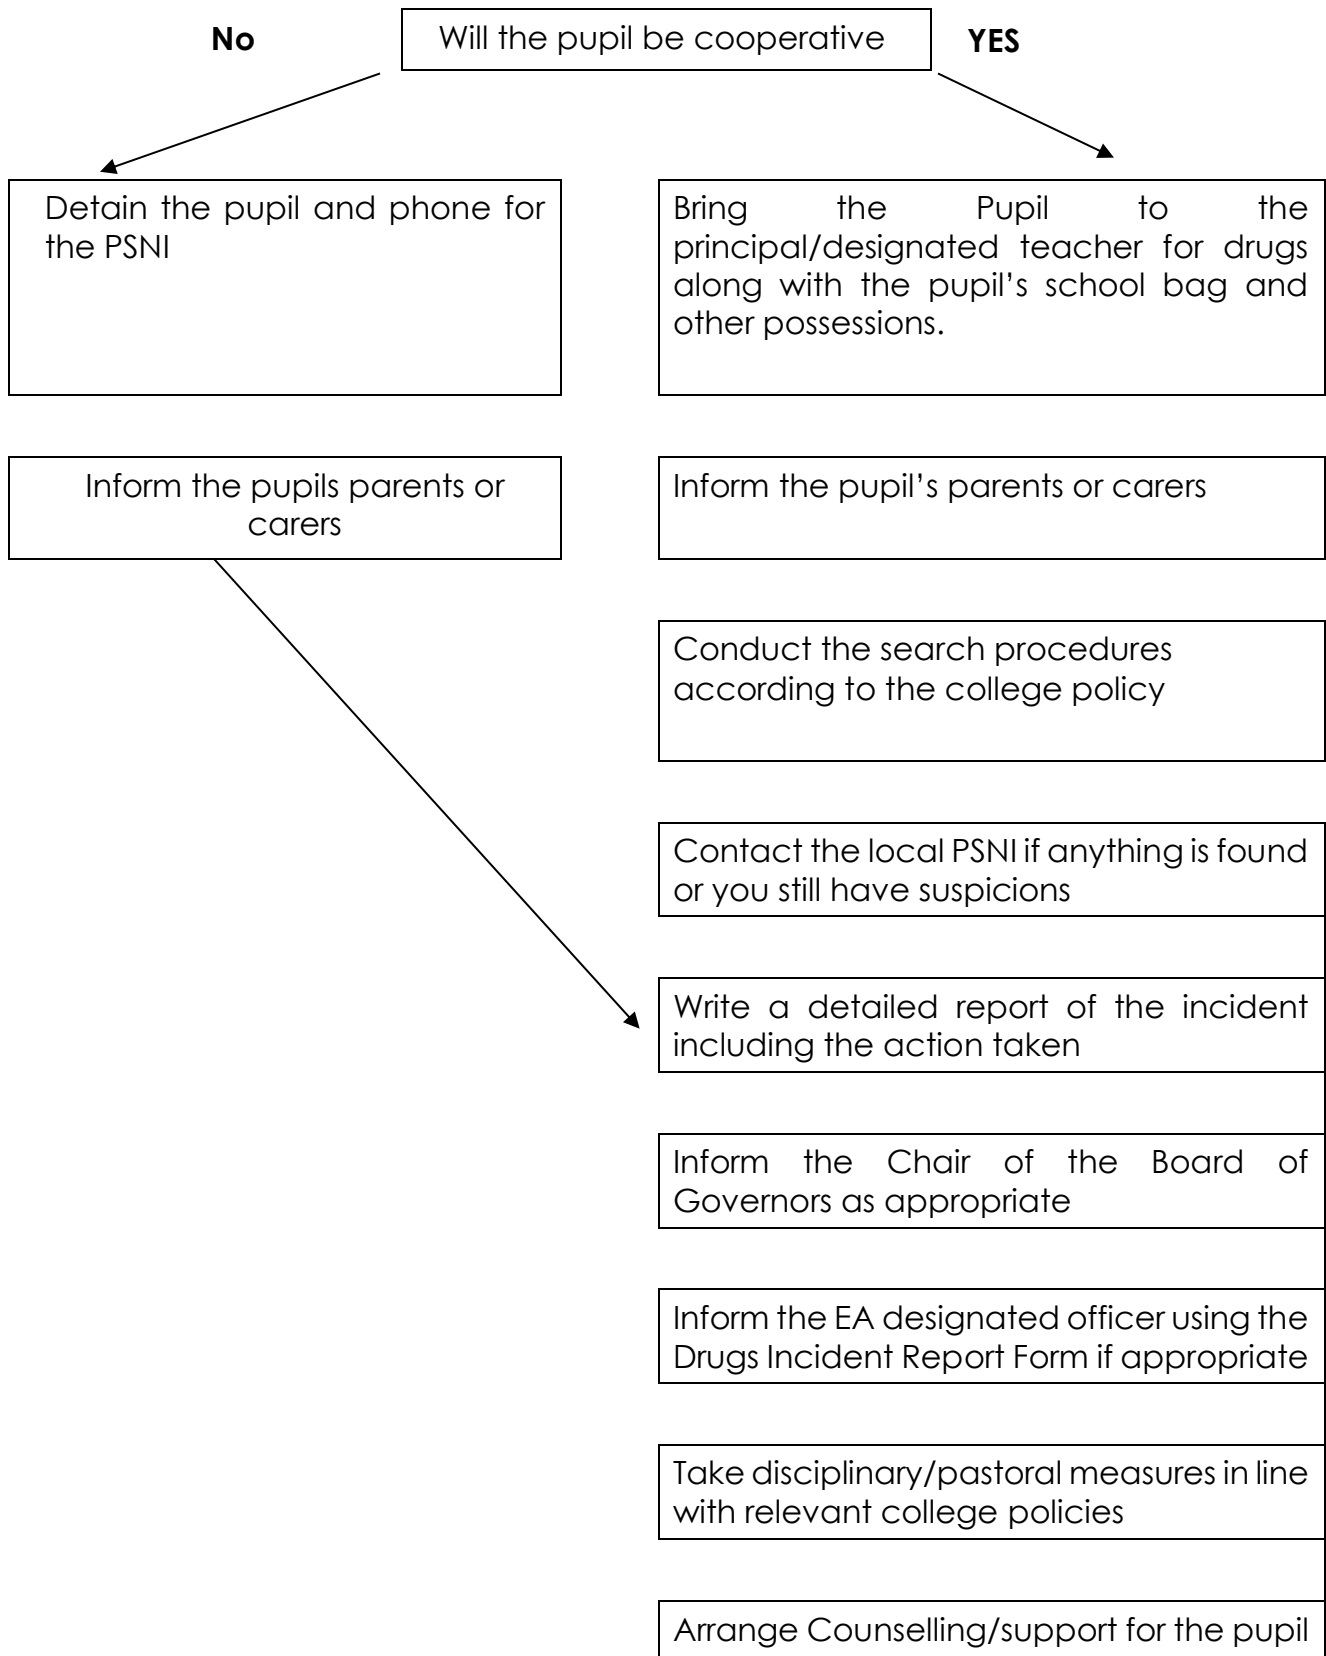 No
Will the pupil be cooperative
YES
Detain the pupil and phone for
the PSNI
Bring the Pupil to the
principal/designated teacher for drugs
along with the pupil’s school bag and
other possessions.
Inform the pupils parents or
carers
Inform the pupil’s parents or carers
Conduct the search procedures
according to the college policy
Contact the local PSNI if anything is found
or you still have suspicions
Write a detailed report of the incident
including the action taken
Inform the Chair of the Board of
Governors as appropriate
Inform the EA designated officer using the
Drugs Incident Report Form if appropriate
Take disciplinary/pastoral measures in line
with relevant college policies
Arrange Counselling/support for the pupil